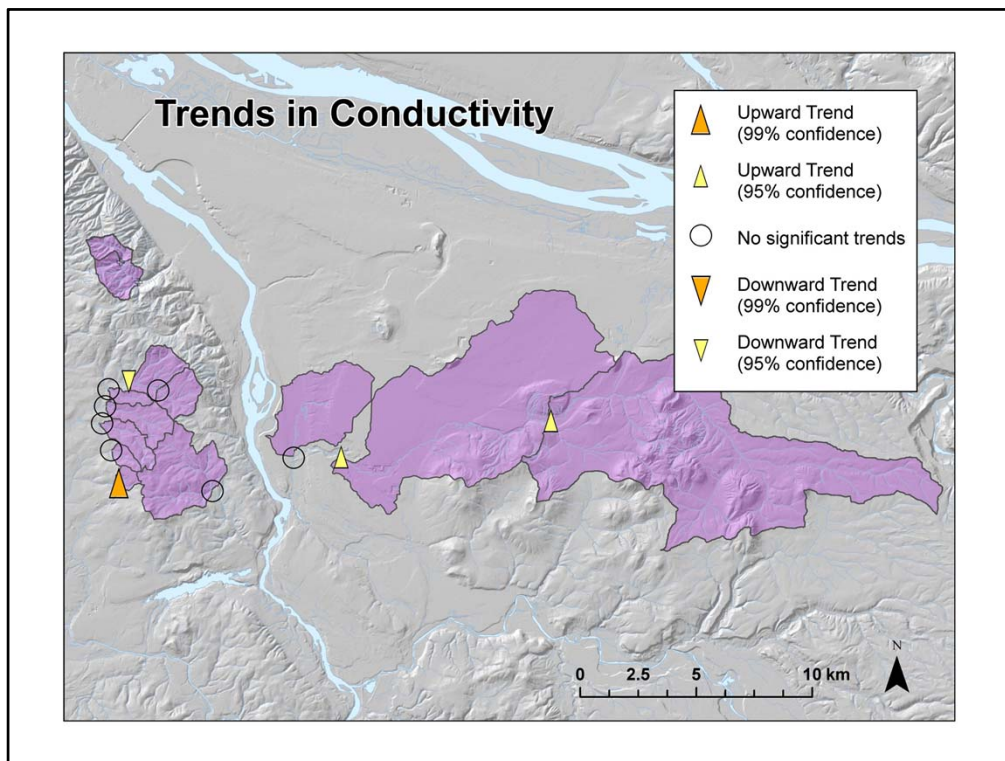 Trends in Conductivity
Upward Trend
(99% confidence)
Upward Trend
(95% confidence)
No significant trends
Downward Trend
(99% confidence)
Downward Trend
(95% confidence)
N
0 2.5 5 10 km